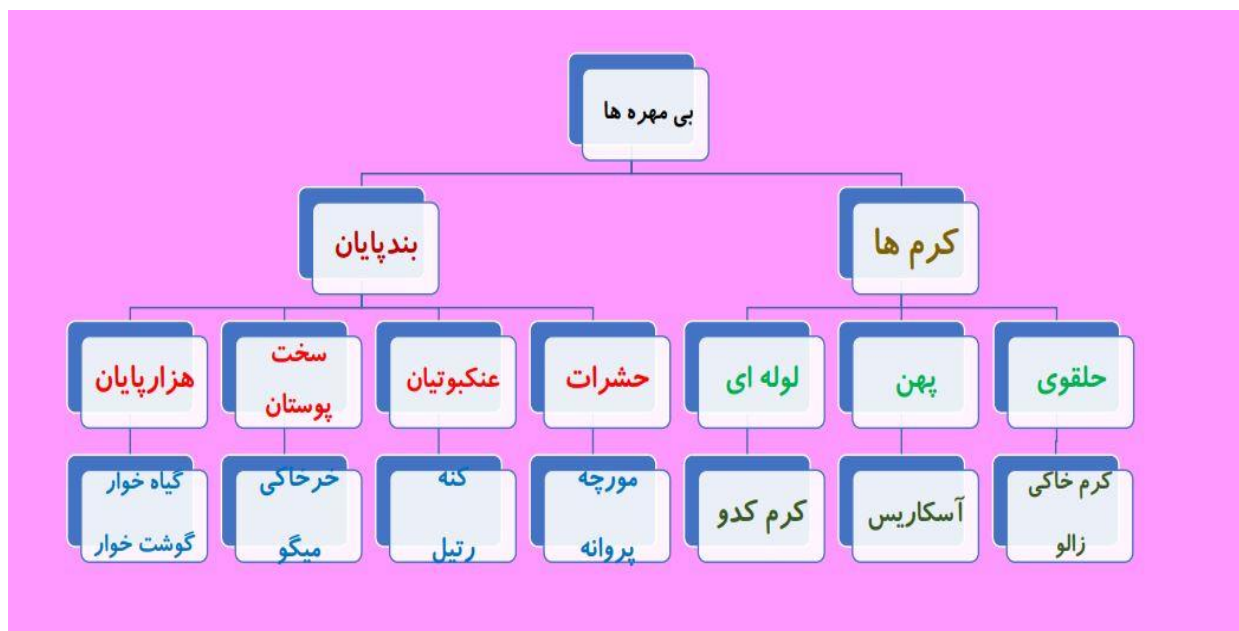 بی مهره ها
کرم ها
بندپایان
حلقوی
پهن
لوله ای
حشرات
عنکبوتیان
سخت
پوستان
هزارپایان
کرم خاکی
زالو
آسکاریس
کرم کدو
مورچه
پروانه
کنه
رتیل
خرخاکی
میگو
گیاه خوار
گوشت خوار